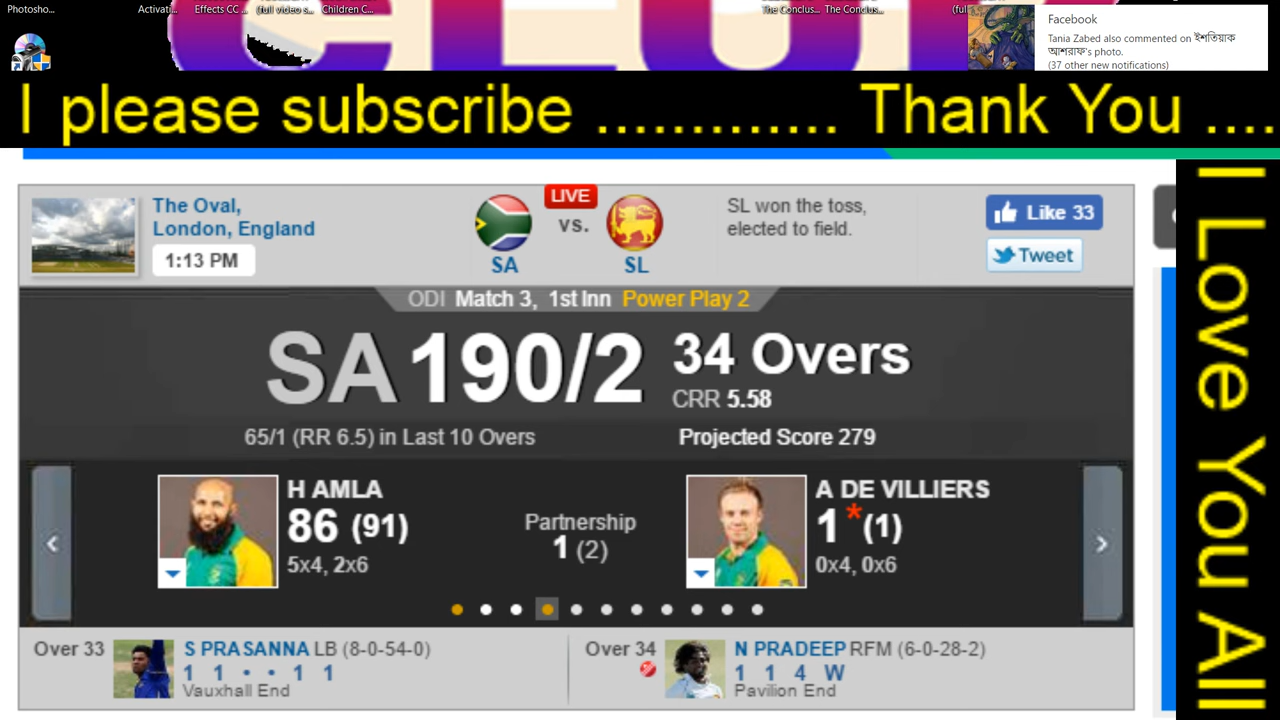 Photosho...
Activati...
Effects CC ...
(full video s...
Children C...
The Conclus...
The Conclus...
(ful
Facebook
Tania Zabed also commented on ইশতিয়াক
আশরাফ's photo.
(37 other new notifications)
I please subscribe ............. Thank You ....
The Oval,
London, England
1:13 PM
LIVE
vs.
SA
SL
SL won the toss,
elected to field.
Like 33
Tweet
ODI Match 3, 1st Inn Power Play 2
SA 190/2
34 Overs
CRR 5.58
65/1 (RR 6.5) in Last 10 Overs
Projected Score 279
H AMLA
86 (91)
5x4, 2x6
Partnership
1 (2)
A DE VILLIERS
1*(1)
0x4, 0x6
Over 33
S PRASANNA LB (8-0-54-0)
1 1 • • 1 1
Vauxhall End
Over 34
N PRADEEP RFM (6-0-28-2)
1 1 4 W
Pavilion End
I Love You All